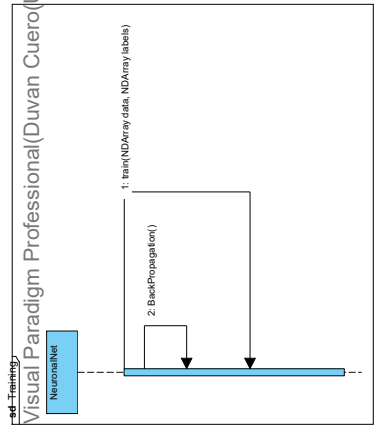 sd Training
Visual Paradigm Professional(Duvan Cuero(
NeuronalNet
1: train(NDArray data, NDArray labels)
2: BackPropagation()